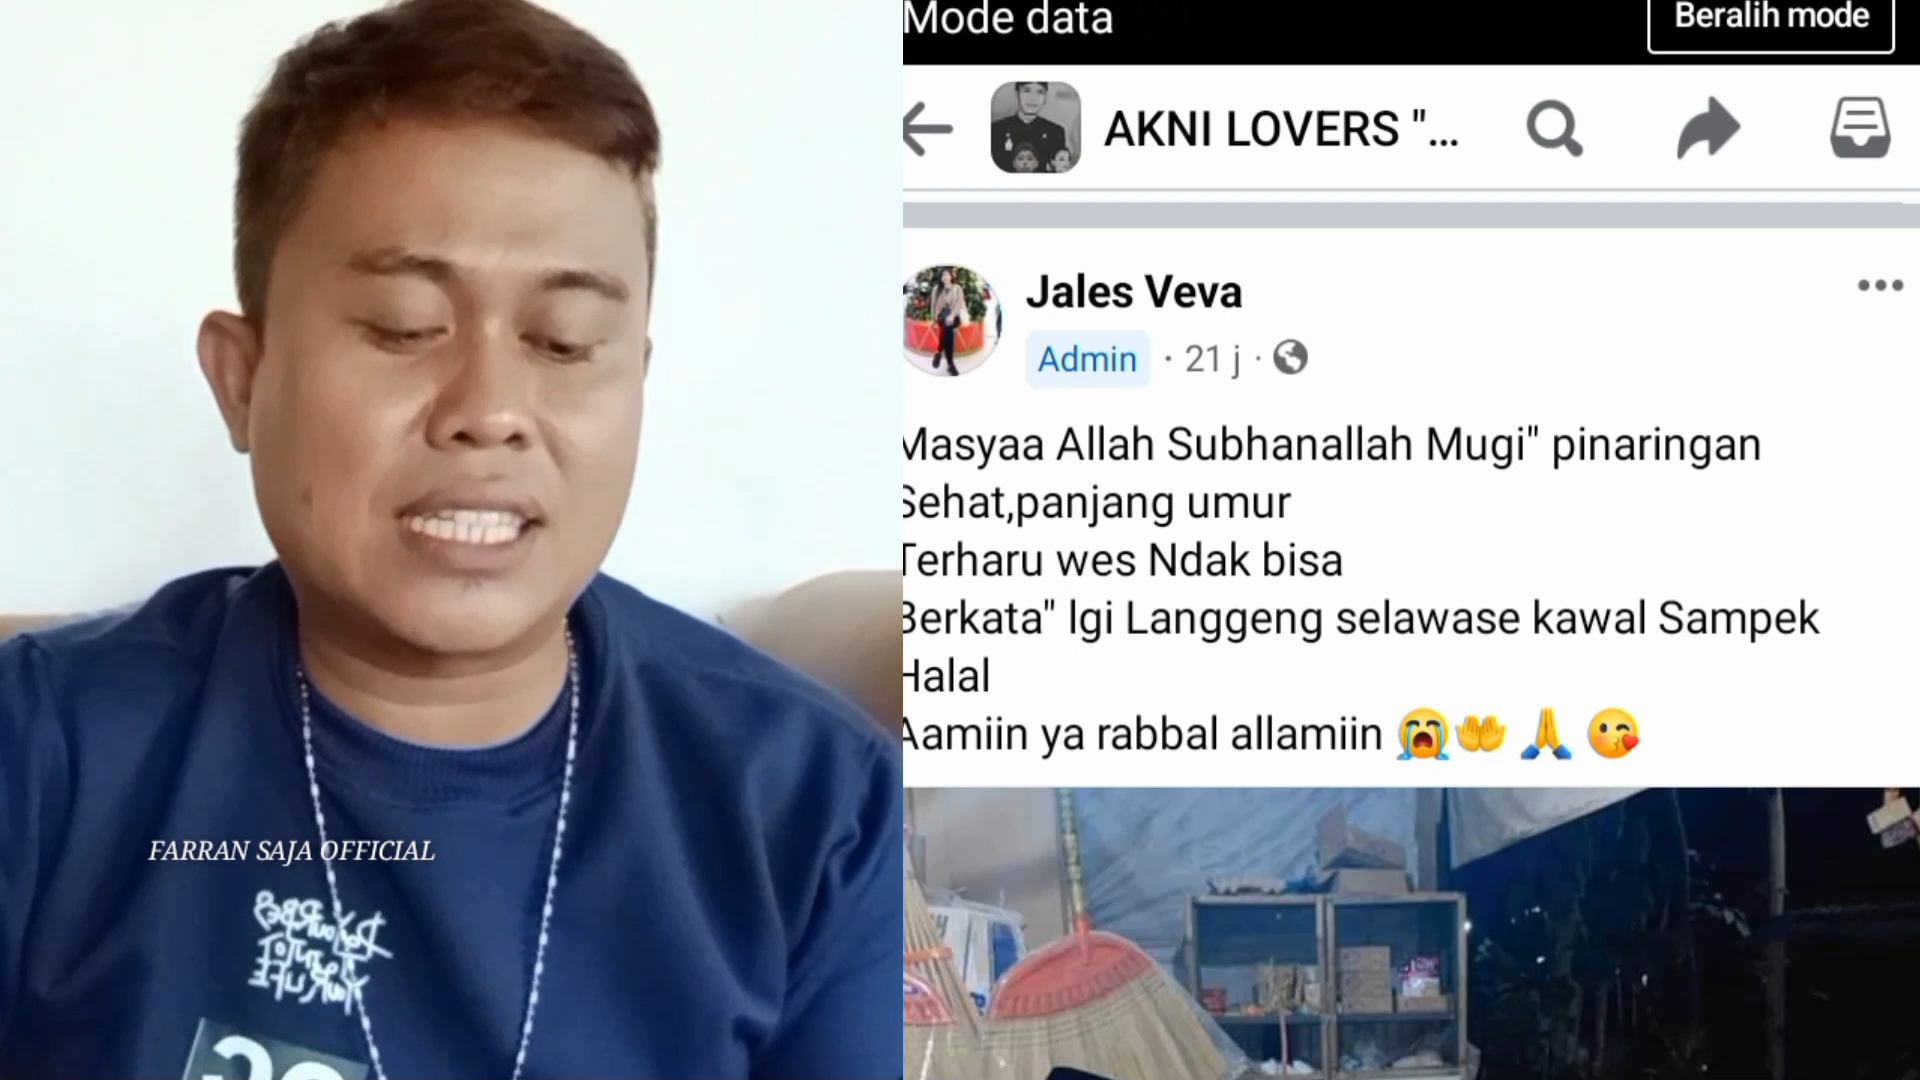 Mode data
Beralih mode
AKNI LOVERS "...
Jales Veva
Admin · 21 j ·
Masyaa Allah Subhanallah Mugi" pinaringan
Sehat,panjang umur
Terharu wes Ndak bisa
Berkata" lgi Langgeng selawase kawal Sampek
Halal
Aamiin ya rabbal allamiin 😭🤲 🙏 😘
FARRAN SAJA OFFICIAL